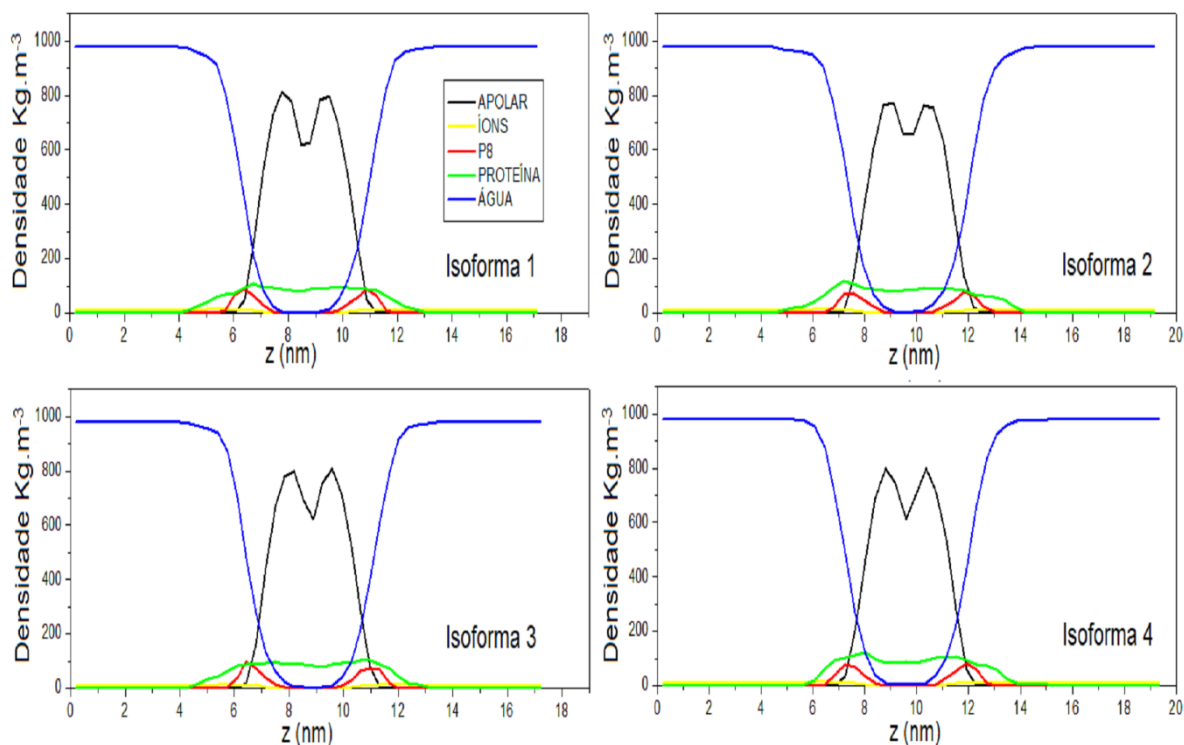 Densidade Kg.m⁻³
1000
800
600
400
200
0
APOLAR
ÍONS
P8
PROTEÍNA
ÁGUA
Isoforma 1
0 2 4 6 8 10 12 14 16 18
z (nm)
Densidade Kg.m⁻³
1000
800
600
400
200
0
Isoforma 2
0 2 4 6 8 10 12 14 16 18 20
z (nm)
Densidade Kg.m⁻³
1000
800
600
400
200
0
Isoforma 3
0 2 4 6 8 10 12 14 16 18
z (nm)
Densidade Kg.m⁻³
1000
800
600
400
200
0
Isoforma 4
0 2 4 6 8 10 12 14 16 18 20
z (nm)